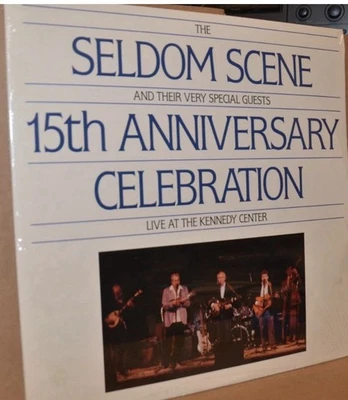 THE
SELDOM SCENE
AND THEIR VERY SPECIAL GUESTS
15th ANNIVERSARY
CELEBRATION
LIVE AT THE KENNEDY CENTER